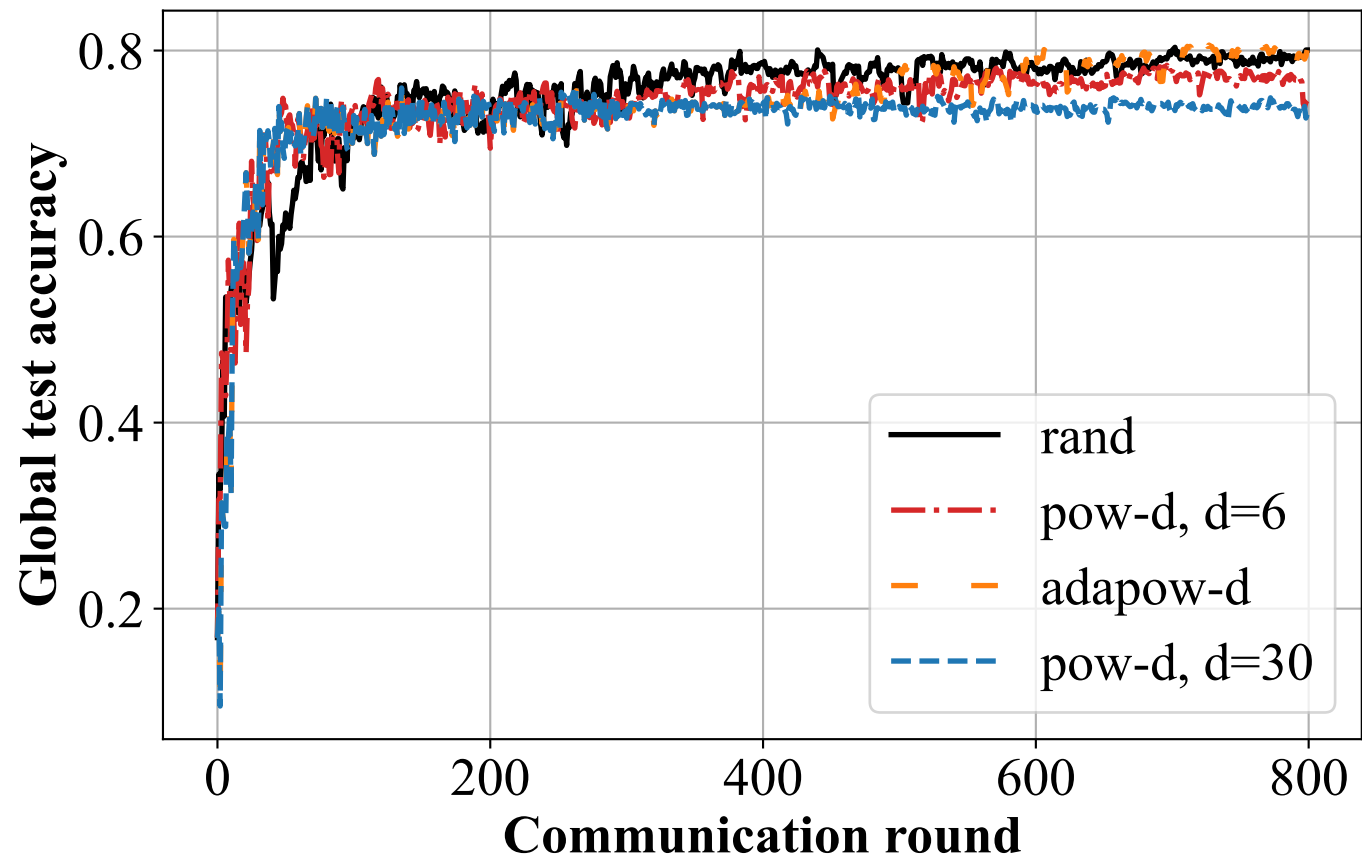 Global test accuracy
0.8
0.6
0.4
0.2
rand
pow-d, d=6
adapow-d
pow-d, d=30
0 200 400 600 800
Communication round